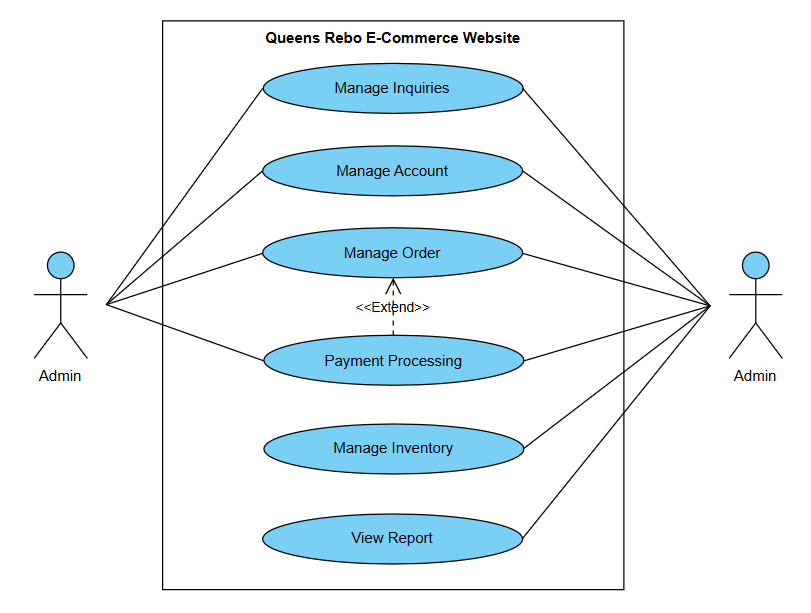 Queens Rebo E-Commerce Website
Manage Inquiries
Manage Account
Manage Order
<<Extend>>
Payment Processing
Admin
Admin
Manage Inventory
View Report